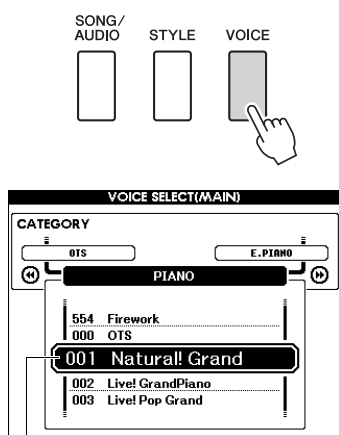 SONG/
AUDIO STYLE VOICE
VOICE SELECT(MAIN)
CATEGORY
OTS E.PIANO
PIANO
554 Firework
000 OTS
001 Natural! Grand
002 Live! GrandPiano
003 Live! Pop Grand